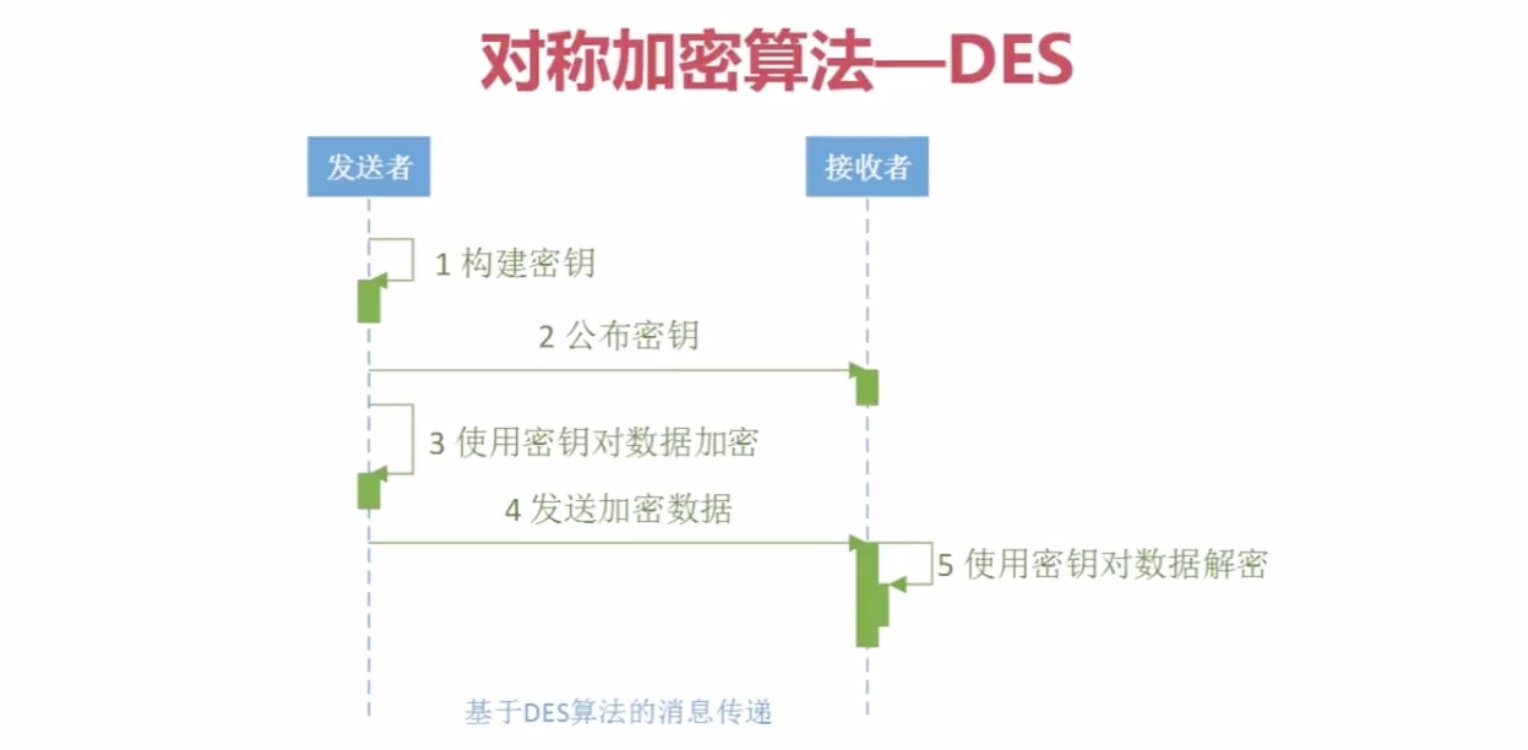 对称加密算法—DES
发送者
接收者
1 构建密钥
2 公布密钥
3 使用密钥对数据加密
4 发送加密数据
5 使用密钥对数据解密
基于DES算法的消息传递